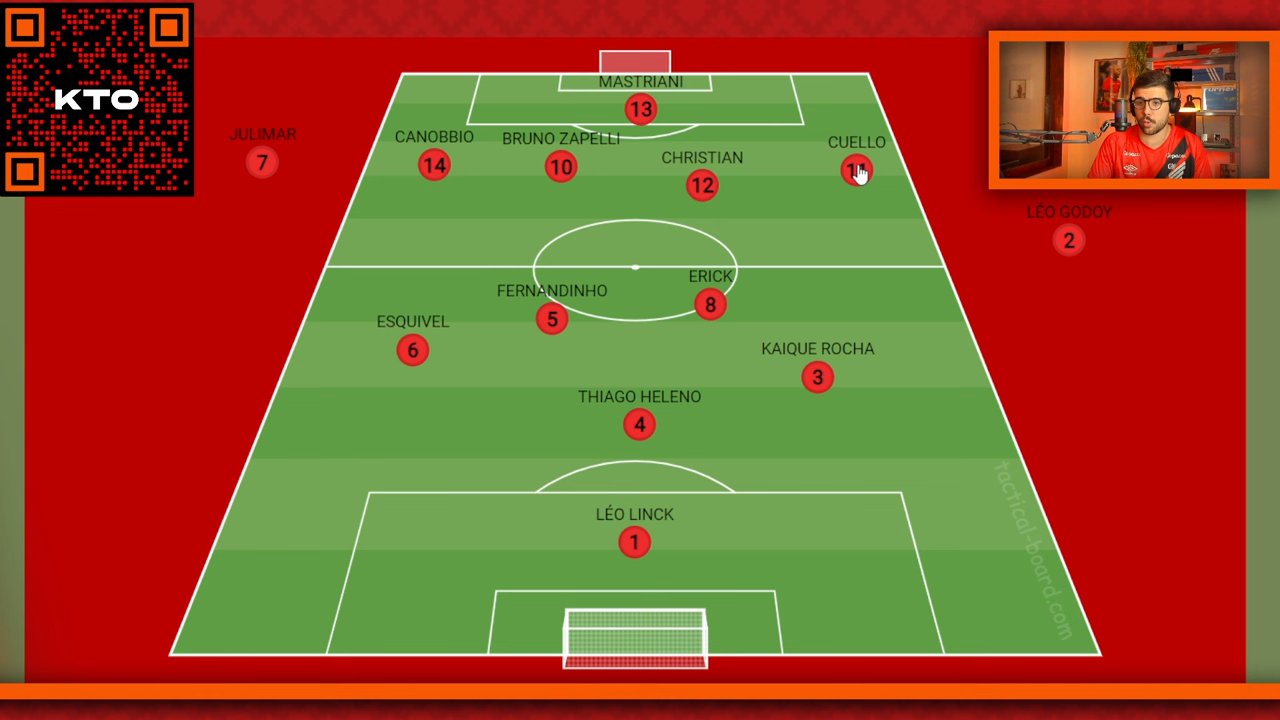 KTO
MASTRIANI
13
JULIMAR
7
CANOBBIO
14
BRUNO ZAPELLI
10
CHRISTIAN
12
CUELLO
LÉO GODOY
2
ERICK
8
FERNANDINHO
5
ESQUIVEL
6
KAIQUE ROCHA
3
THIAGO HELENO
4
LÉO LINCK
1
tactical-board.com